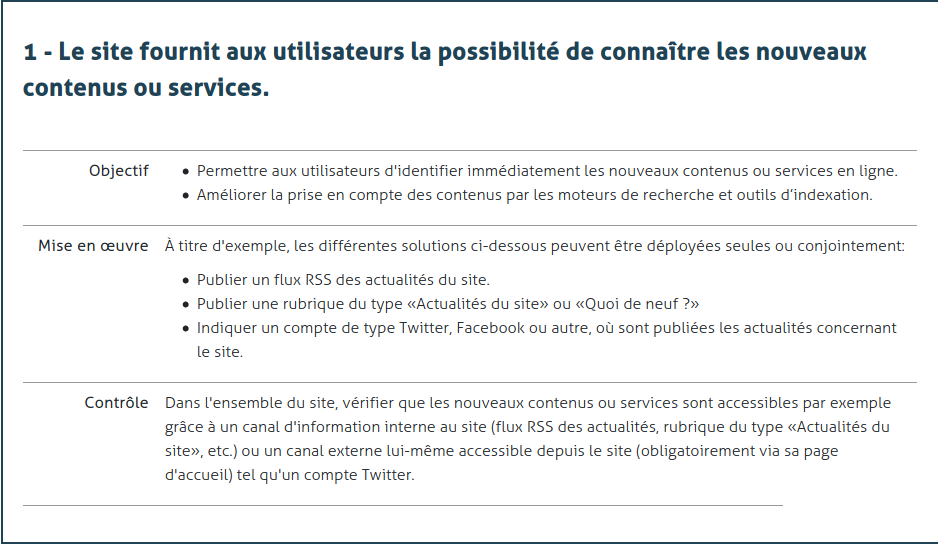 1 - Le site fournit aux utilisateurs la possibilité de connaître les nouveaux
contenus ou services.
Objectif
• Permettre aux utilisateurs d'identifier immédiatement les nouveaux contenus ou services en ligne.
• Améliorer la prise en compte des contenus par les moteurs de recherche et outils d’indexation.
Mise en œuvre
À titre d'exemple, les différentes solutions ci-dessous peuvent être déployées seules ou conjointement:
• Publier un flux RSS des actualités du site.
• Publier une rubrique du type «Actualités du site» ou «Quoi de neuf ?»
• Indiquer un compte de type Twitter, Facebook ou autre, où sont publiées les actualités concernant
le site.
Contrôle
Dans l'ensemble du site, vérifier que les nouveaux contenus ou services sont accessibles par exemple
grâce à un canal d'information interne au site (flux RSS des actualités, rubrique du type «Actualités du
site», etc.) ou un canal externe lui-même accessible depuis le site (obligatoirement via sa page
d'accueil) tel qu'un compte Twitter.